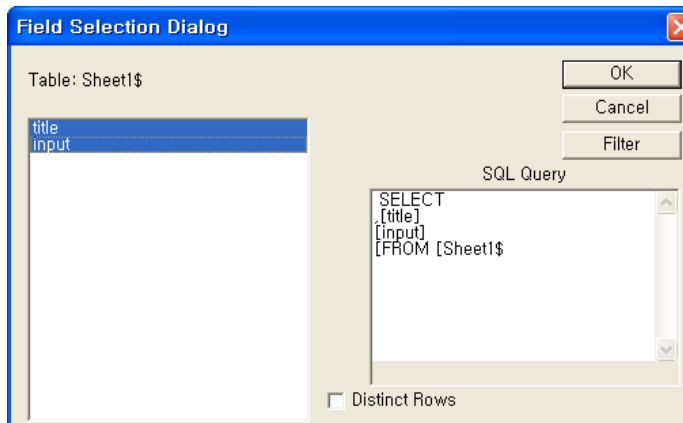 Field Selection Dialog
Table: Sheet1$
OK
Cancel
title
input
Filter
SQL Query
SELECT
,[title]
[input]
[FROM [Sheet1$
Distinct Rows